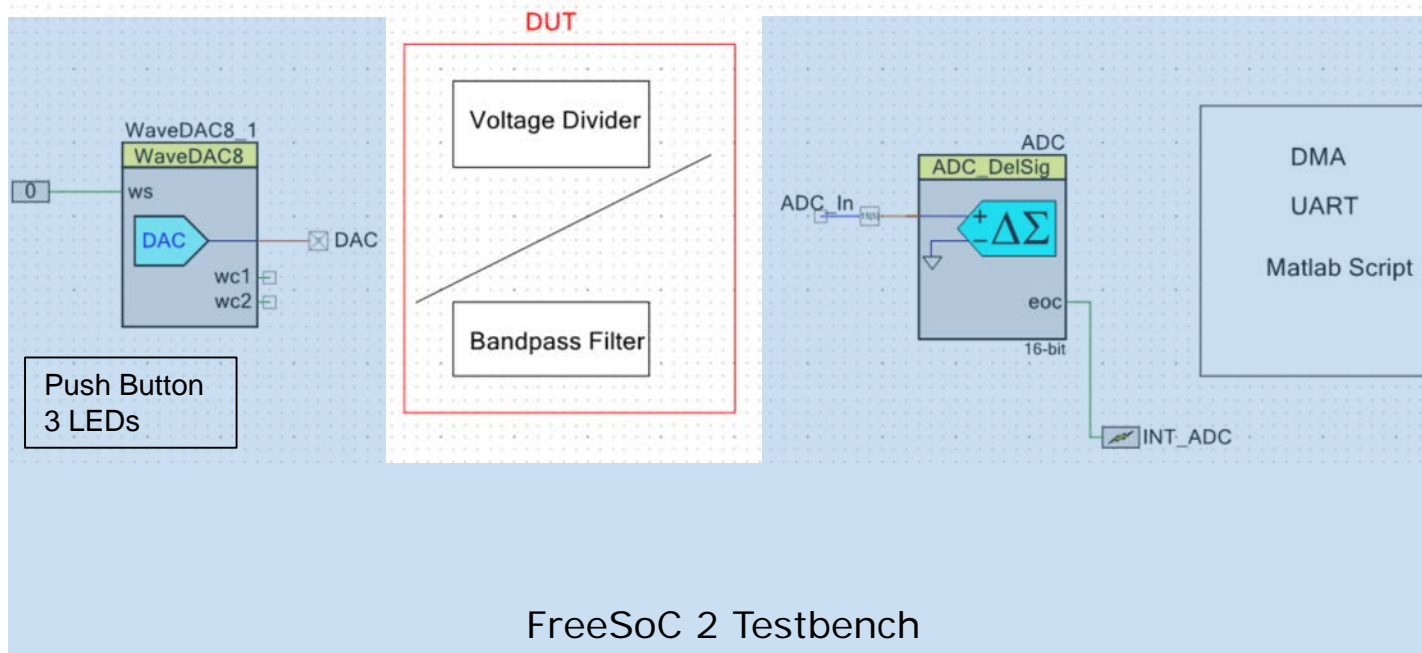 WaveDAC8_1
WaveDAC8
0
ws
DAC
DAC
wc1
wc2
Push Button
3 LEDs
DUT
Voltage Divider
Bandpass Filter
ADC
ADC_DelSig
ADC_In
+
-
ΔΣ
eoc
16-bit
INT_ADC
DMA
UART
Matlab Script
FreeSoC 2 Testbench